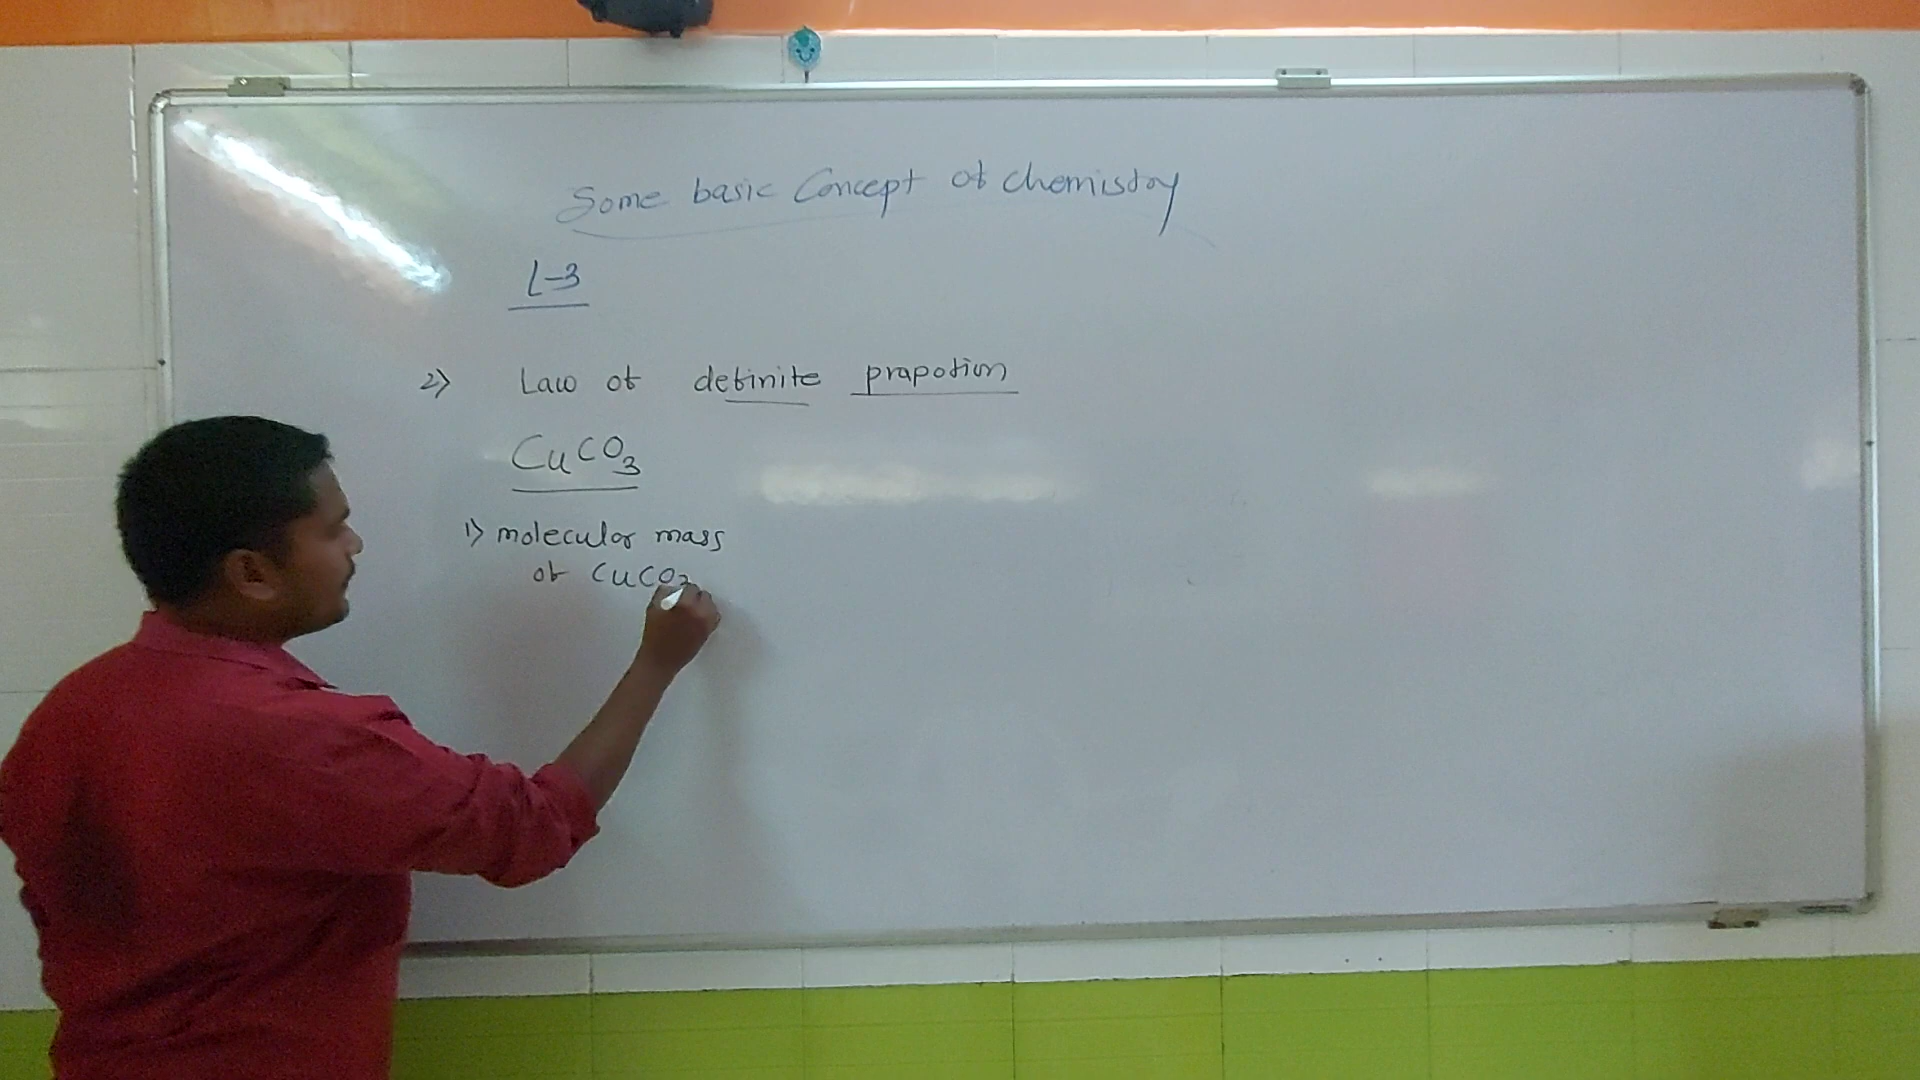 Some basic Concept of chemistry
L-3
2) Law of definite prapotion
CuCO3
1) molecular mass
of CuCO3